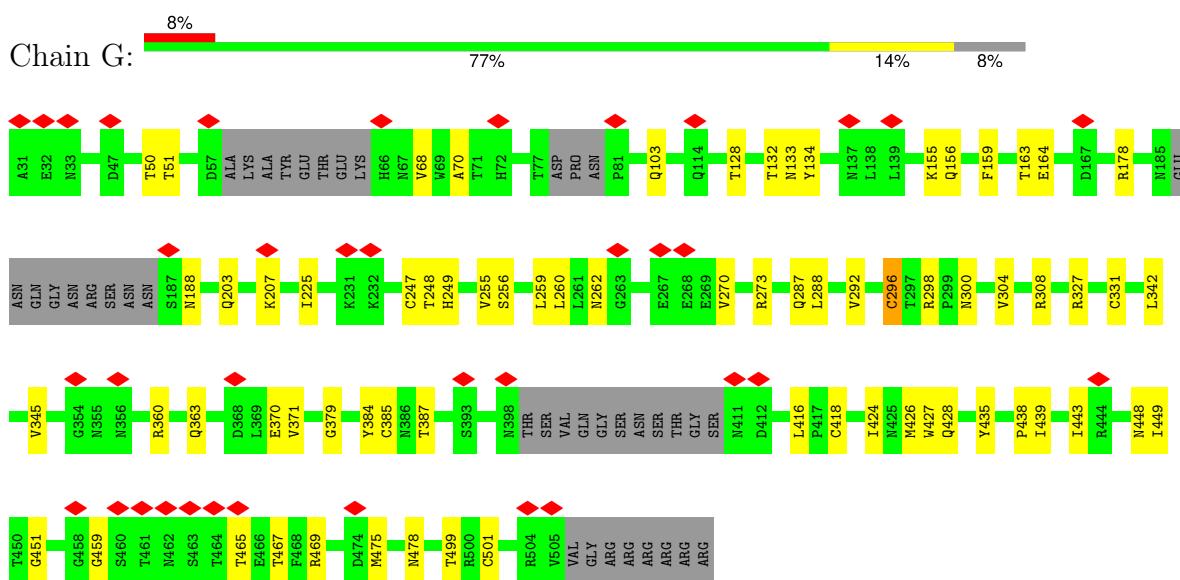 8%
Chain G:
77% 14% 8%
A31 E32 N33 D47 T50 T51 D57 ALA LYS ALA TYR GLU THR GLU LYS H66 N67 V68 W69 A70 T71 H72 T77 ASP PRO ASN P81 Q103 Q114 T128 T132 N133 Y134 N137 L138 L139 K155 Q156 F159 T163 E164 D167 R178 N185 GLU
ASN GLN GLY ASN ARG SER ASN ASN S187 N188 Q203 K207 I225 K231 K232 C247 T248 H249 V255 S256 L259 L260 L261 N262 G263 E267 E268 E269 V270 R273 Q287 L288 V292 C296 T297 R298 P299 N300 V304 R308 R327 C331 L342
V345 G354 N355 N356 R360 Q363 D368 L369 E370 V371 G379 Y384 C385 N386 T387 S393 N398 THR SER VAL GLN GLY SER ASN SER THR GLY SER N411 D412 L416 P417 C418 I424 N425 M426 W427 Q428 Y435 P438 I439 I443 R444 N448 I449
T450 G451 G458 G459 S460 T461 N462 S463 T464 T465 E466 T467 F468 R469 D474 M475 N478 T499 R500 C501 R504 V505 VAL GLY ARG ARG ARG ARG ARG ARG